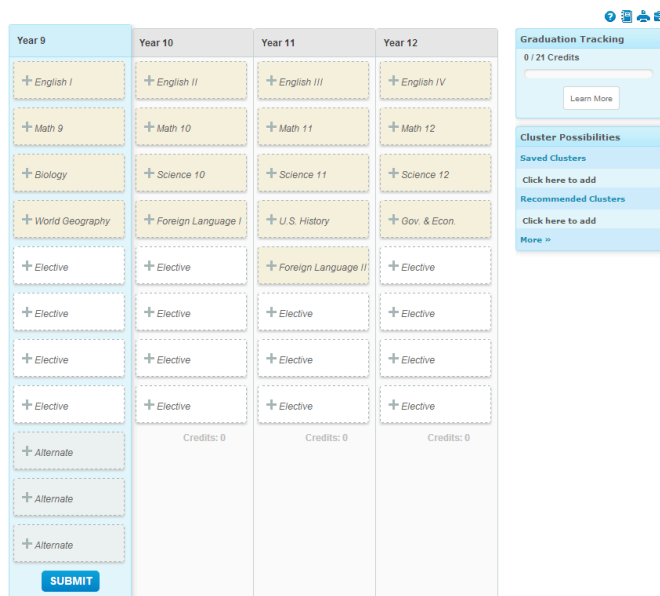 Year 9
Year 10
Year 11
Year 12
+ English I
+ English II
+ English III
+ English IV
+ Math 9
+ Math 10
+ Math 11
+ Math 12
+ Biology
+ Science 10
+ Science 11
+ Science 12
+ World Geography
+ Foreign Language I
+ U.S. History
+ Gov. & Econ.
+ Elective
+ Elective
+ Foreign Language II
+ Elective
+ Elective
+ Elective
+ Elective
+ Elective
+ Elective
+ Elective
+ Elective
+ Elective
+ Elective
+ Elective
+ Elective
+ Elective
+ Alternate
Credits: 0
Credits: 0
Credits: 0
+ Alternate
+ Alternate
SUBMIT
Graduation Tracking
0 / 21 Credits
Learn More
Cluster Possibilities
Saved Clusters
Click here to add
Recommended Clusters
Click here to add
More »